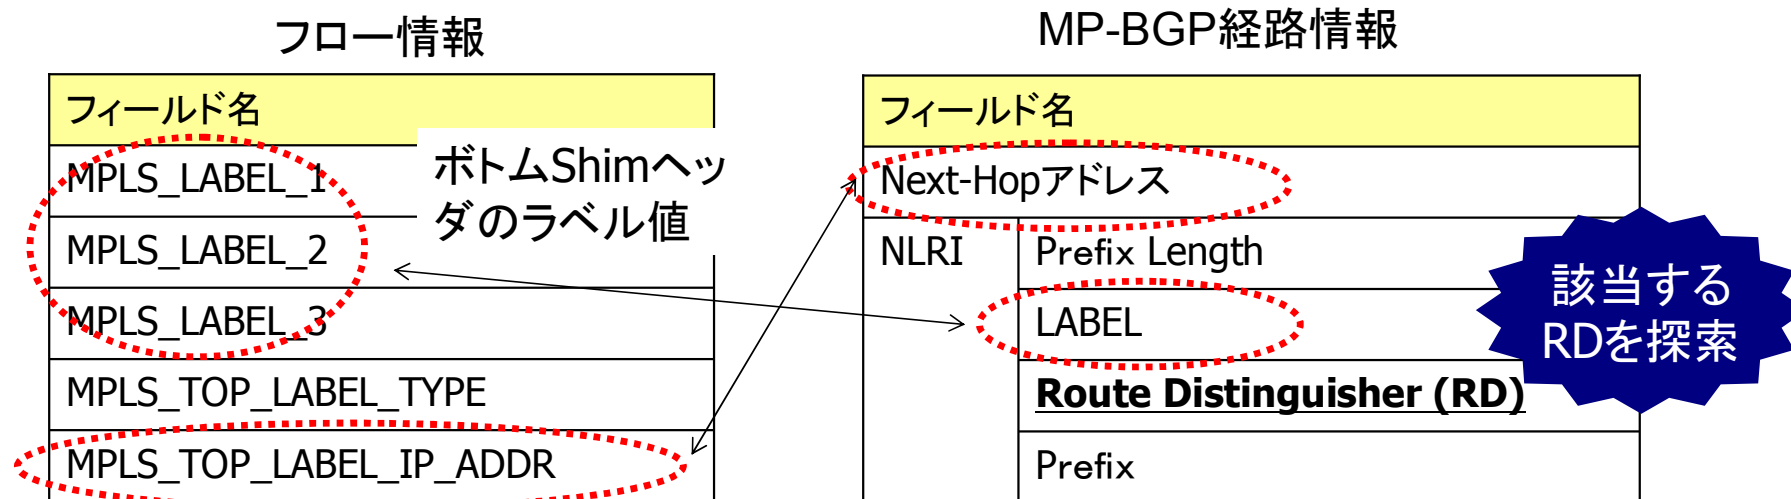 フロー情報
フィールド名
MPLS_LABEL_1
MPLS_LABEL_2
MPLS_LABEL_3
MPLS_TOP_LABEL_TYPE
MPLS_TOP_LABEL_IP_ADDR
ボトムShimヘッ
ダのラベル値
MP-BGP経路情報
フィールド名
Next-Hopアドレス
NLRI
Prefix Length
LABEL
Route Distinguisher (RD)
Prefix
該当する
RDを探索